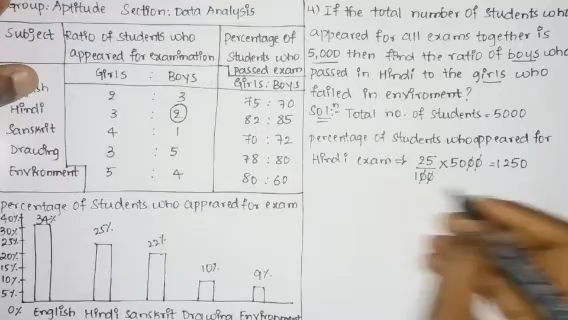 Group: Aptitude Section: Data Analysis
Subject
Ratio of Students who appeared for examination
Percentage of Students who passed exam
Girls : Boys
Girls : Boys
2 : 3
75 : 70
Hindi
3 : 2
82 : 85
Sanskrit
4 : 1
70 : 72
Drawing
3 : 5
78 : 80
Environment
5 : 4
80 : 60
percentage of Students who appeared for exam
40%
30%
25%
20%
15%
10%
5%
0%
34%
25%
22%
10%
9%
English Hindi Sanskrit Drawing Environment
4) If the total number of Students who
appeared for all exams together is
5,000 then find the ratio of boys who
passed in Hindi to the girls who
failed in enviroment?
Sol:n Total no. of Students = 5000
percentage of students who appeared for
Hindi exam ⇒ 25/100 × 5000 = 1250